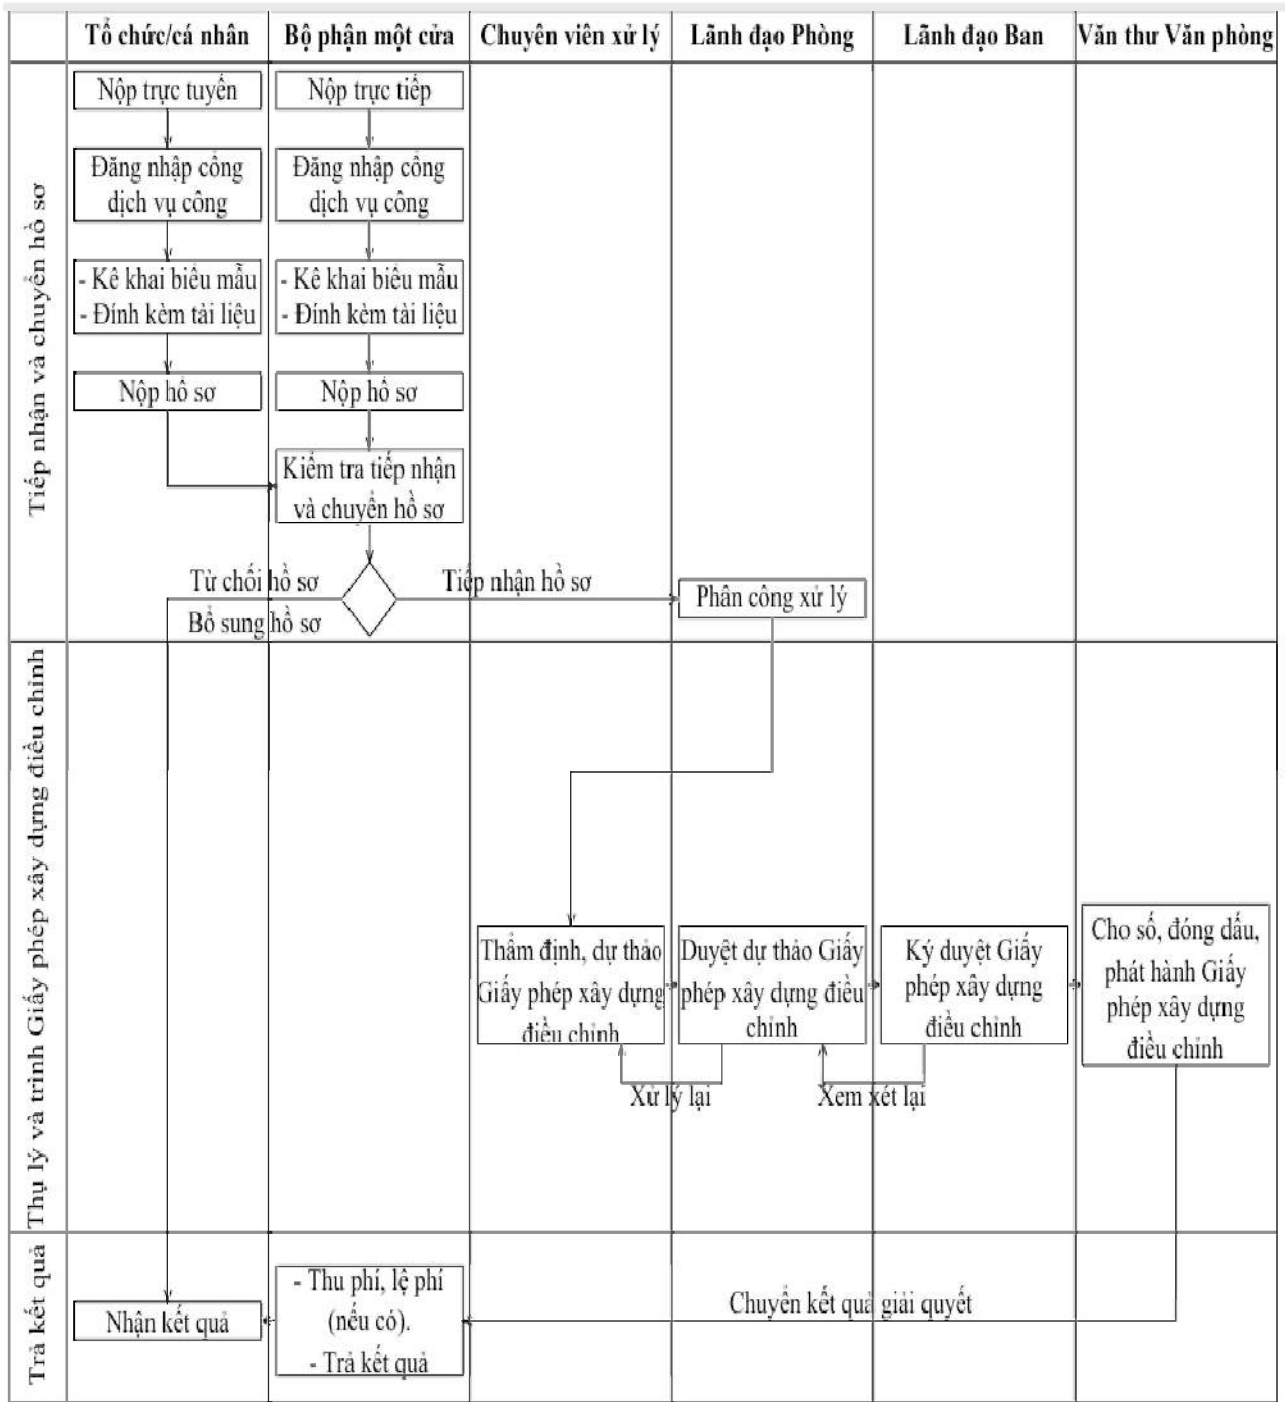 Tổ chức/cá nhân
Bộ phận một cửa
Chuyên viên xử lý
Lãnh đạo Phòng
Lãnh đạo Ban
Văn thư Văn phòng
Tiếp nhận và chuyển hồ sơ
Nộp trực tuyến
Nộp trực tiếp
Đăng nhập cổng
dịch vụ công
Đăng nhập cổng
dịch vụ công
- Kê khai biểu mẫu
- Đính kèm tài liệu
- Kê khai biểu mẫu
- Đính kèm tài liệu
Nộp hồ sơ
Nộp hồ sơ
Kiểm tra tiếp nhận
và chuyển hồ sơ
Từ chối hồ sơ
Bổ sung hồ sơ
Tiếp nhận hồ sơ
Phân công xử lý
Thụ lý và trình Giấy phép xây dựng điều chỉnh
Thẩm định, dự thảo
Giấy phép xây dựng
điều chỉnh
Duyệt dự thảo Giấy
phép xây dựng điều
chỉnh
Ký duyệt Giấy
phép xây dựng
điều chỉnh
Cho số, đóng dấu,
phát hành Giấy
phép xây dựng
điều chỉnh
Xử lý lại
Xem xét lại
Trả kết quả
Nhận kết quả
- Thu phí, lệ phí
(nếu có).
- Trả kết quả
Chuyển kết quả giải quyết